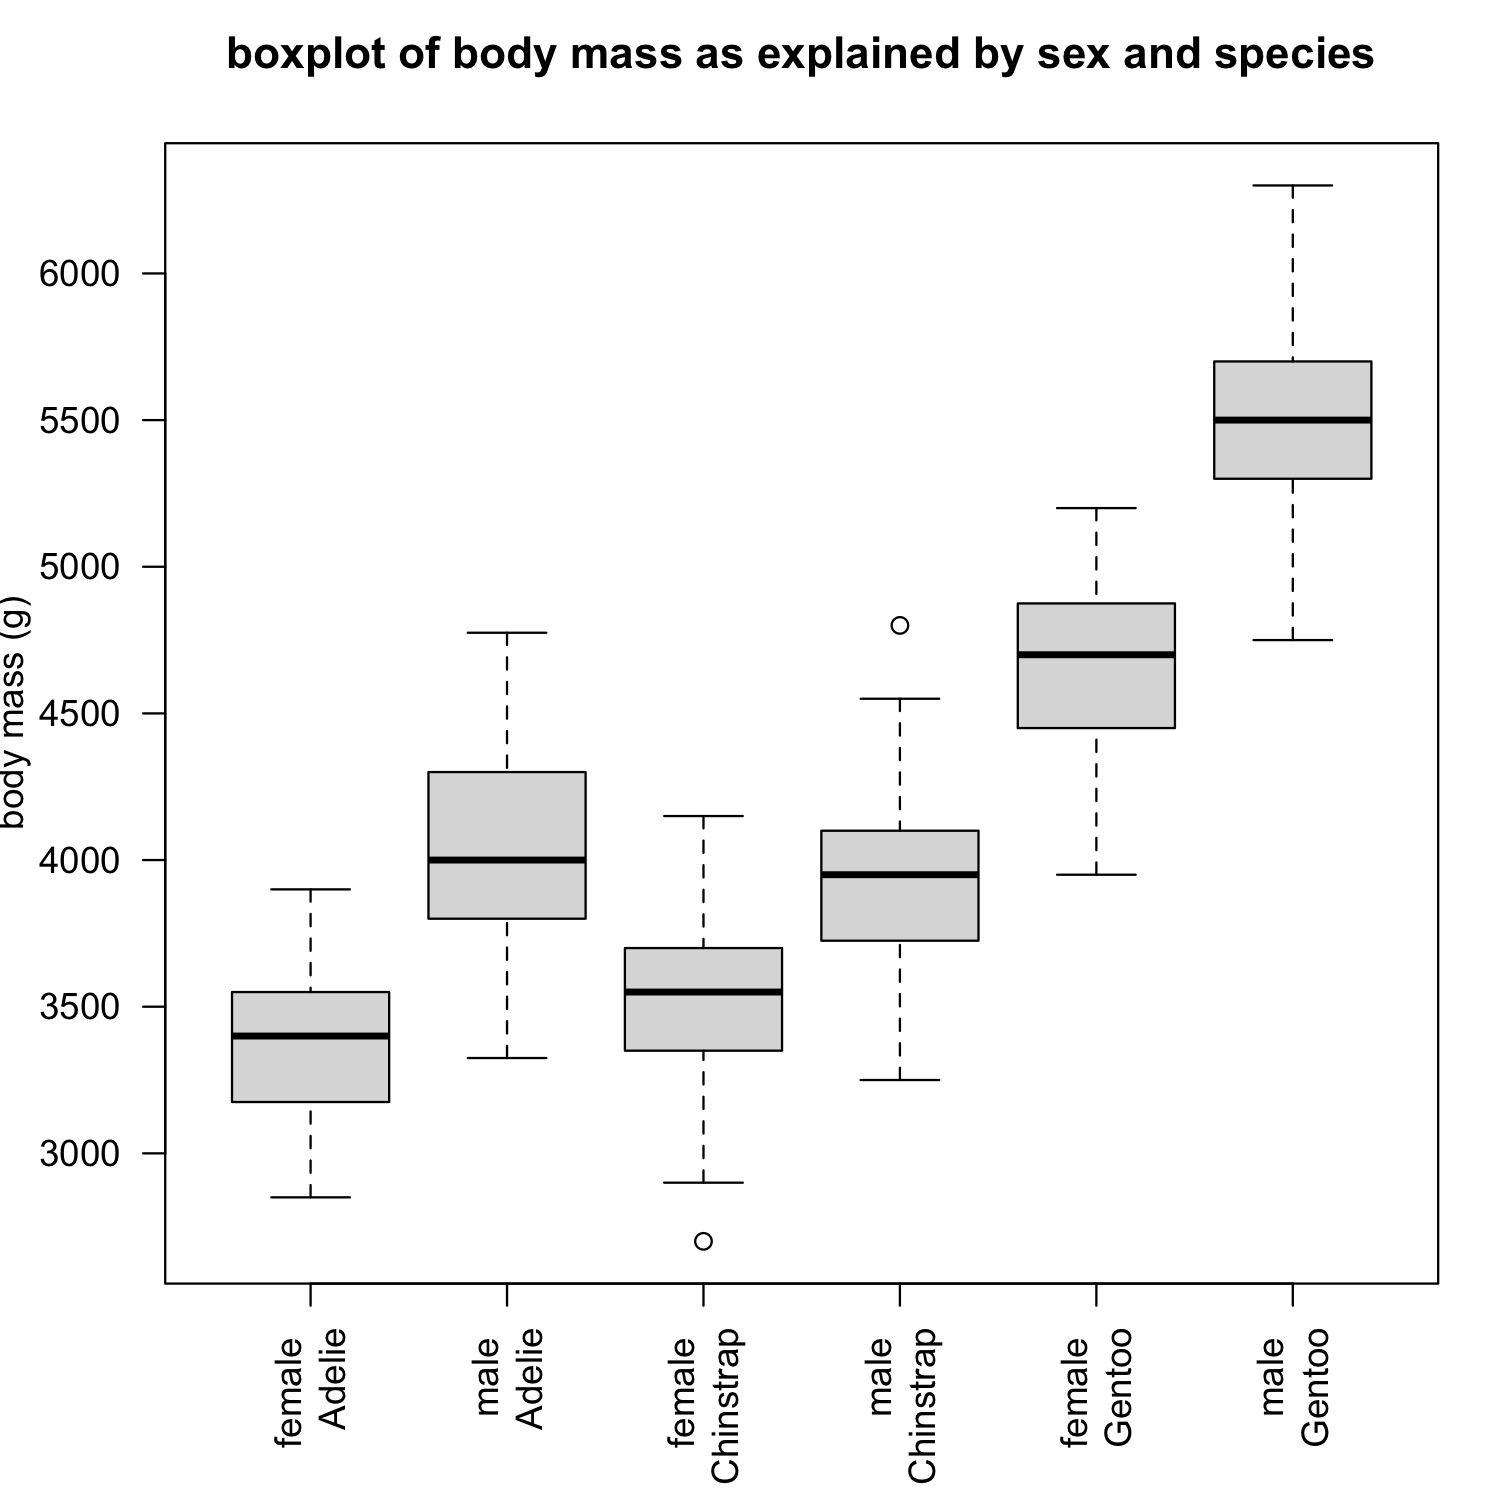 boxplot of body mass as explained by sex and species
body mass (g)
6000
5500
5000
4500
4000
3500
3000
female
Adelie
male
Adelie
female
Chinstrap
male
Chinstrap
female
Gentoo
male
Gentoo